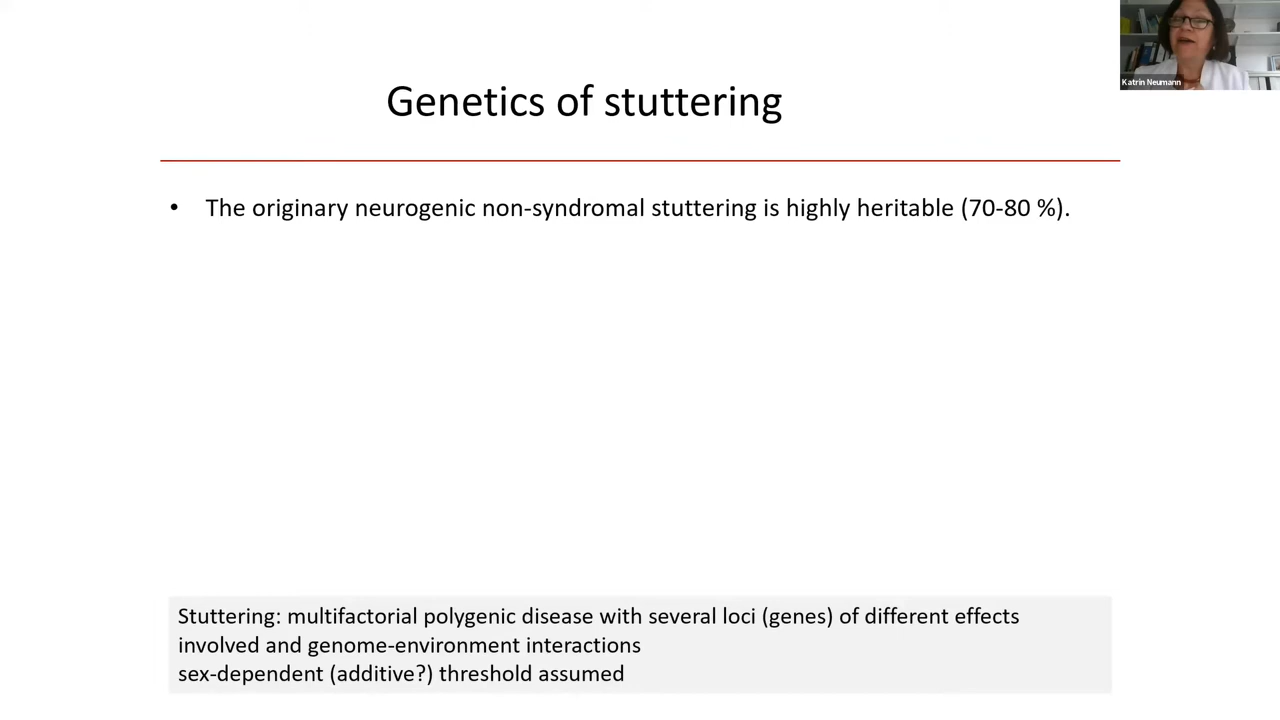 Katrin Neumann
Genetics of stuttering
• The originary neurogenic non-syndromal stuttering is highly heritable (70-80 %).
Stuttering: multifactorial polygenic disease with several loci (genes) of different effects
involved and genome-environment interactions
sex-dependent (additive?) threshold assumed